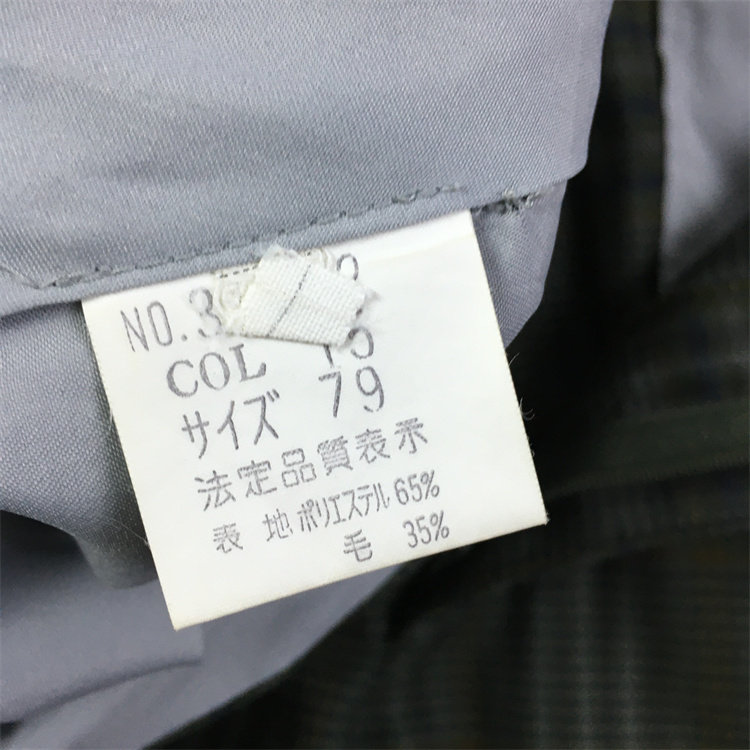 NO.3
COL 15
サイズ 79
法定品質表示
表 地 ポリエステル 65%
毛 35%